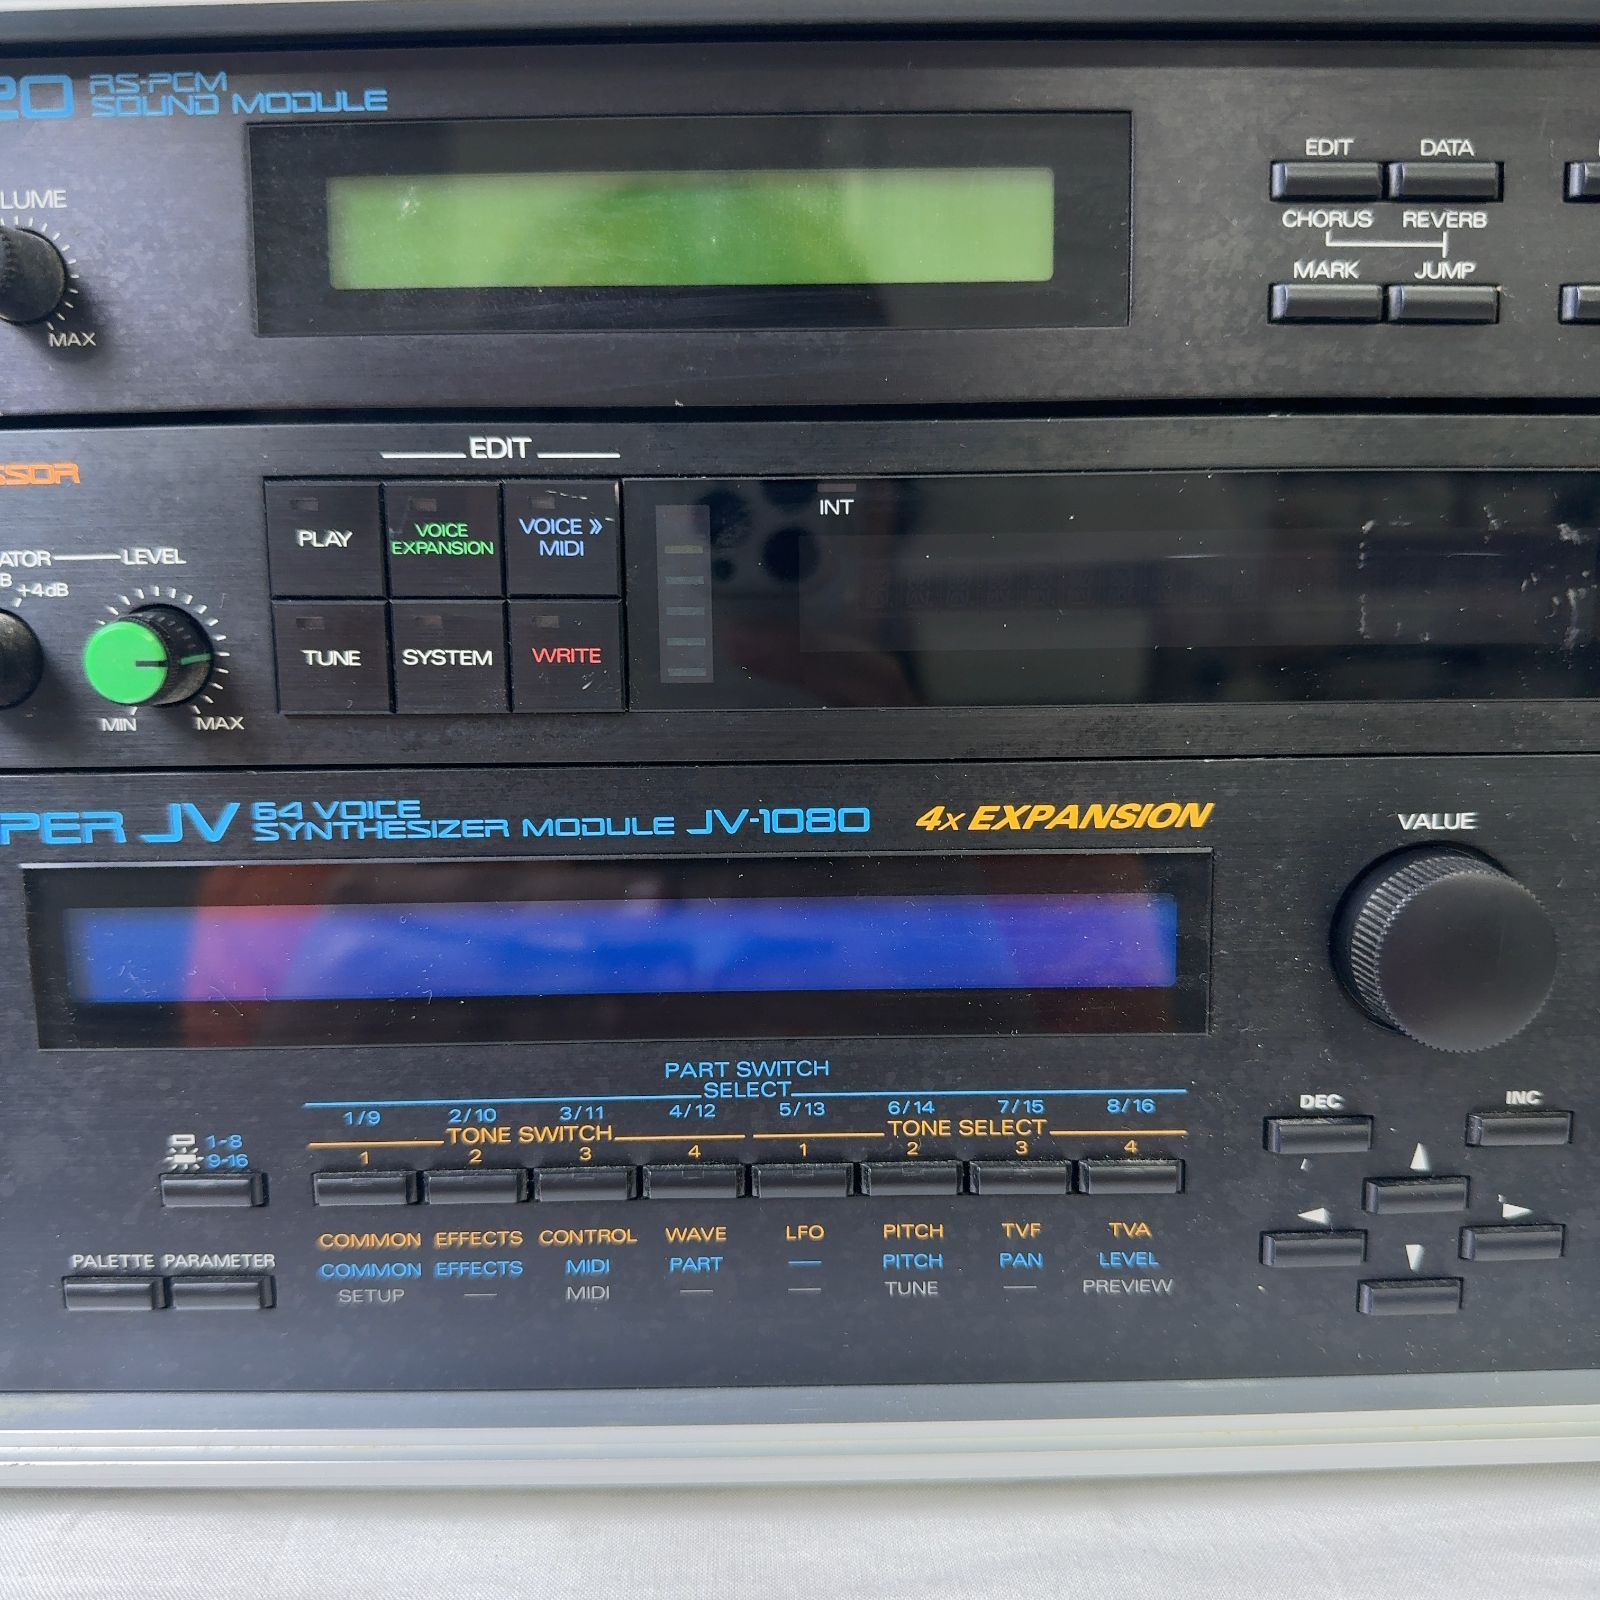 20 RS-PCM
SOUND MODULE
LUME
MAX
EDIT DATA
CHORUS REVERB
MARK JUMP
SSOR
EDIT
PLAY
VOICE
EXPANSION
VOICE »
MIDI
TUNE
SYSTEM
WRITE
INT
ATOR LEVEL
B +4dB
MIN MAX
PER JV 64 VOICE
SYNTHESIZER MODULE JV-1080
4x EXPANSION
VALUE
PART SWITCH
SELECT
1/9 2/10 3/11 4/12 5/13 6/14 7/15 8/16
TONE SWITCH TONE SELECT
1 2 3 4 1 2 3 4
1-8
9-16
DEC INC
PALETTE PARAMETER
COMMON EFFECTS CONTROL WAVE LFO PITCH TVF TVA
COMMON EFFECTS MIDI PART — PITCH PAN LEVEL
SETUP — MIDI — — TUNE — PREVIEW